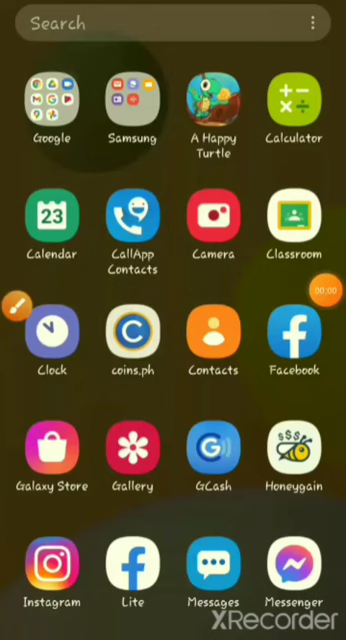 Search
Google
Samsung
A Happy
Turtle
Calculator
23
Calendar
CallApp
Contacts
Camera
Classroom
00:00
Clock
coins.ph
Contacts
Facebook
Galaxy Store
Gallery
GCash
$$$
Honeygain
Instagram
Lite
Messages
Messenger
XRecorder